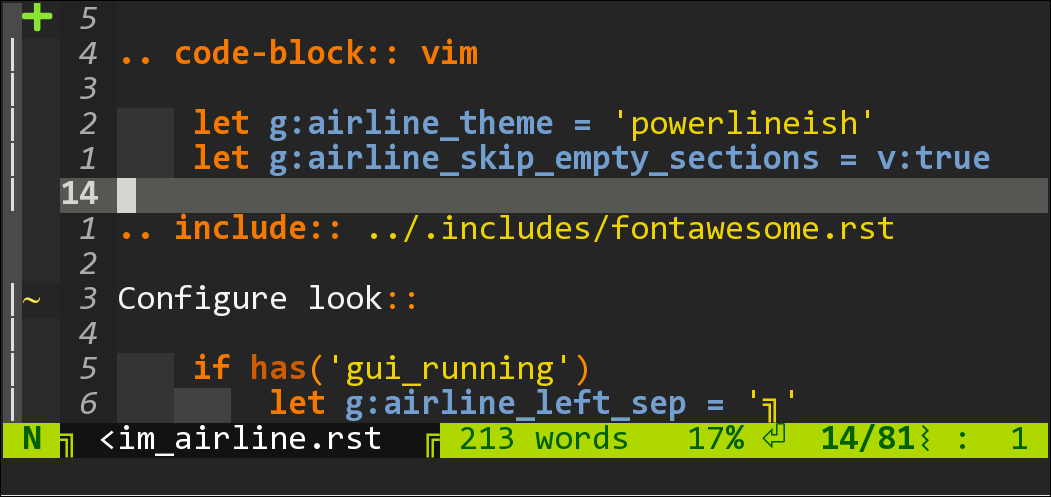 + 5
4 .. code-block:: vim
3
2 let g:airline_theme = 'powerlineish'
1 let g:airline_skip_empty_sections = v:true
14
1 .. include:: ../.includes/fontawesome.rst
2
~ 3 Configure look::
4
5 if has('gui_running')
6 let g:airline_left_sep = '╗'
N ╗ <im_airline.rst ╔ 213 words 17% ⏎ 14/81⌇ : 1